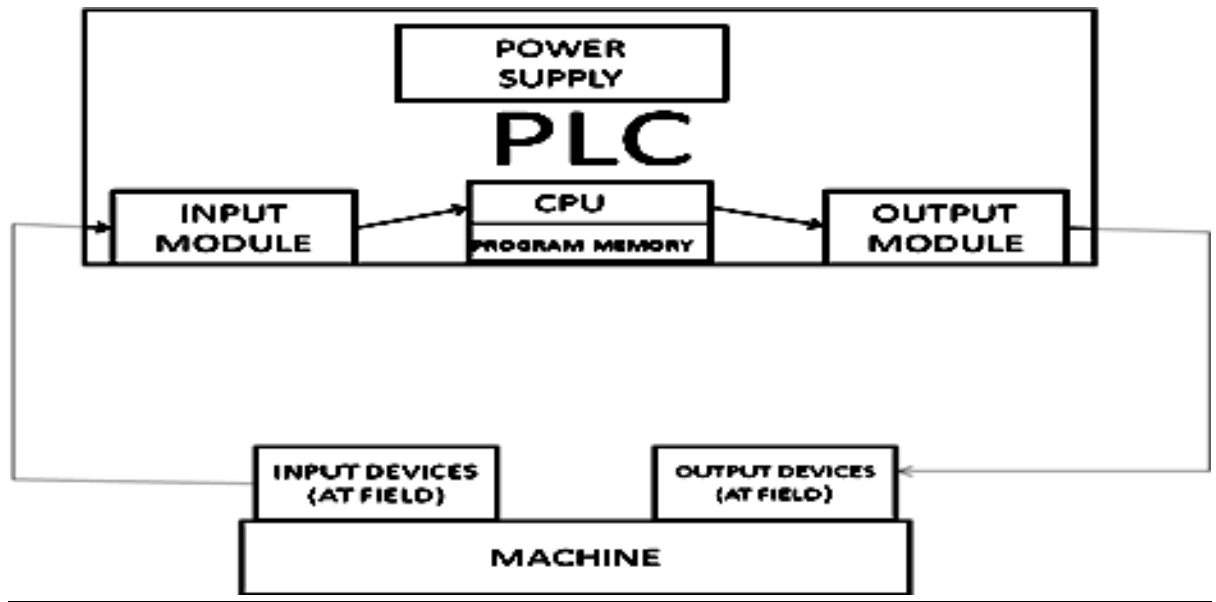 POWER
SUPPLY
PLC
INPUT
MODULE
CPU
PROGRAM MEMORY
OUTPUT
MODULE
INPUT DEVICES
(AT FIELD)
OUTPUT DEVICES
(AT FIELD)
MACHINE